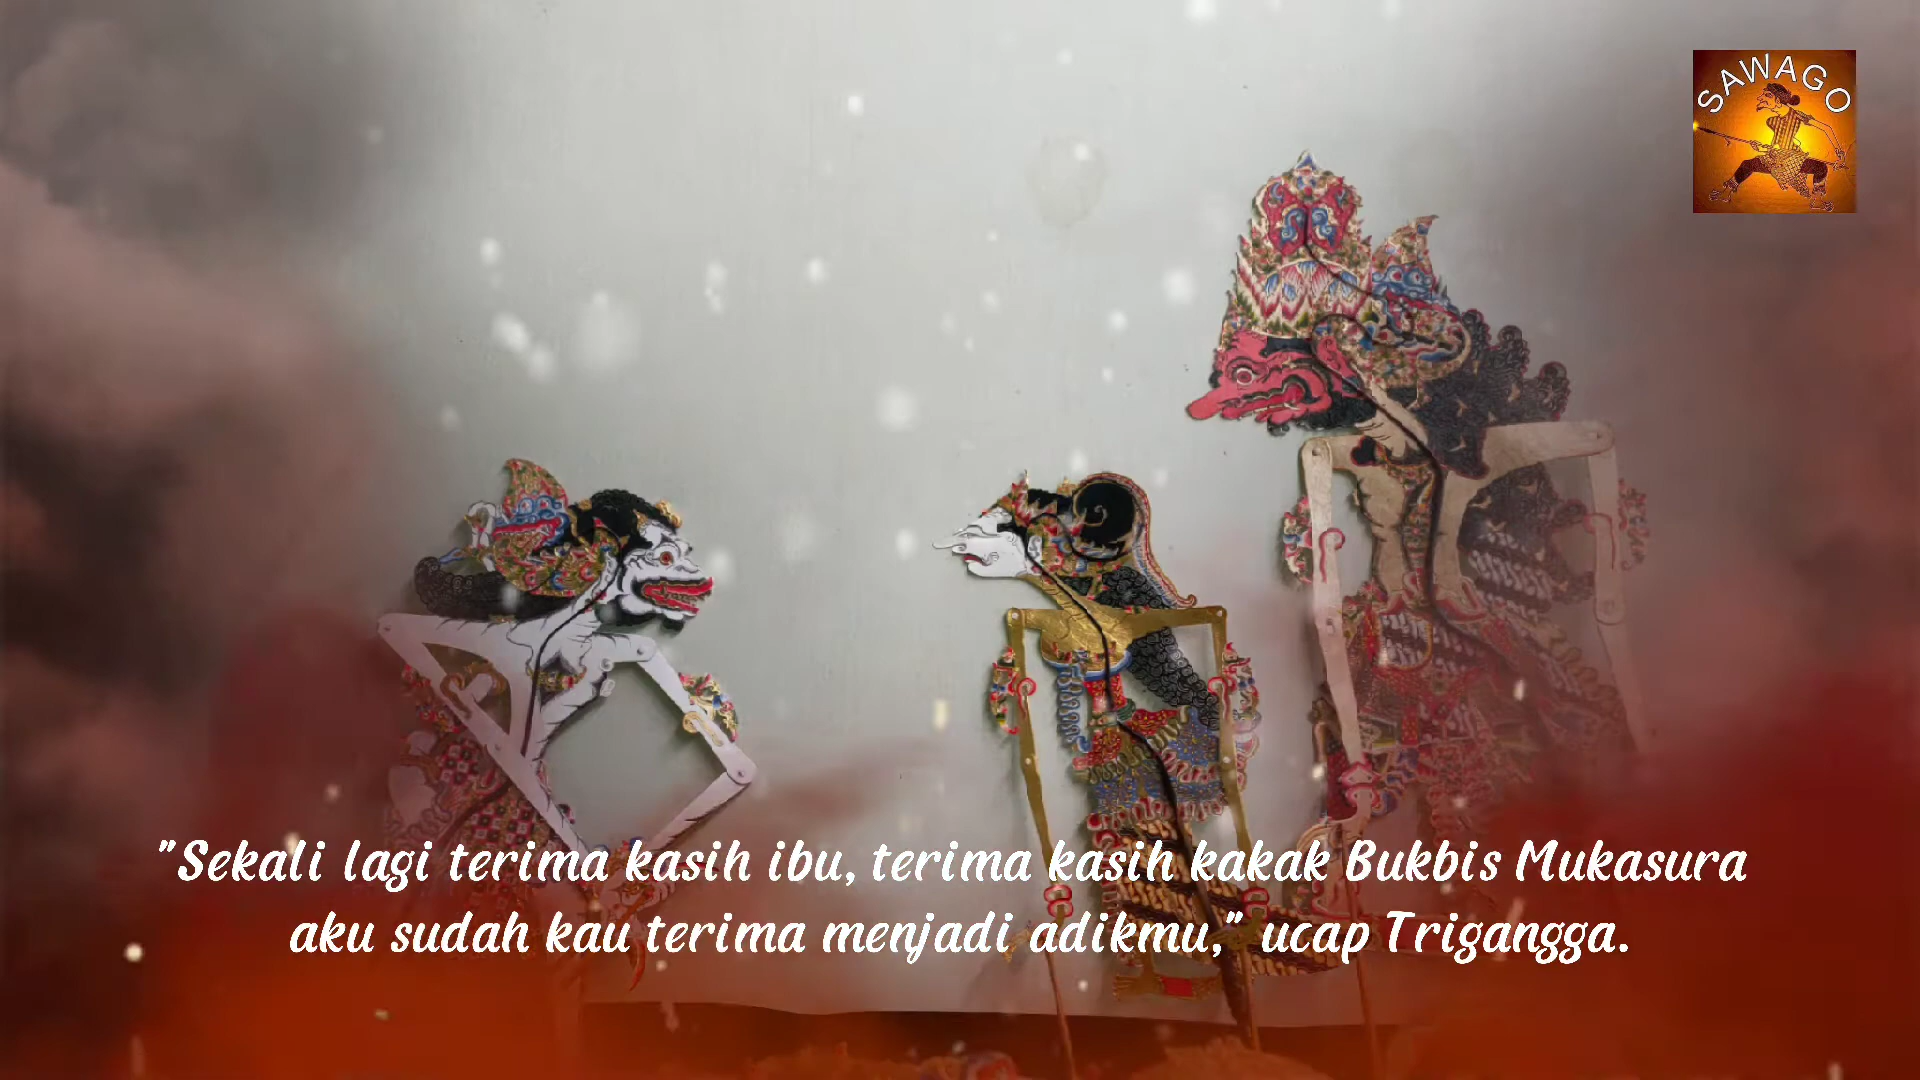 SAWAGO
"Sekali lagi terima kasih ibu, terima kasih kakak Bukbis Mukasura
aku sudah kau terima menjadi adikmu," ucap Trigangga.